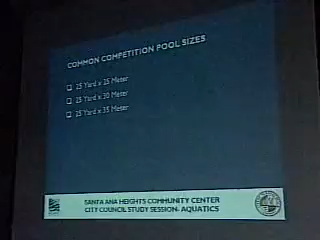 COMMON COMPETITION POOL SIZES
25 Yard x 25 Meter
25 Yard x 30 Meter
25 Yard x 35 Meter
SANTA ANA HEIGHTS COMMUNITY CENTER
CITY COUNCIL STUDY SESSION- AQUATICS